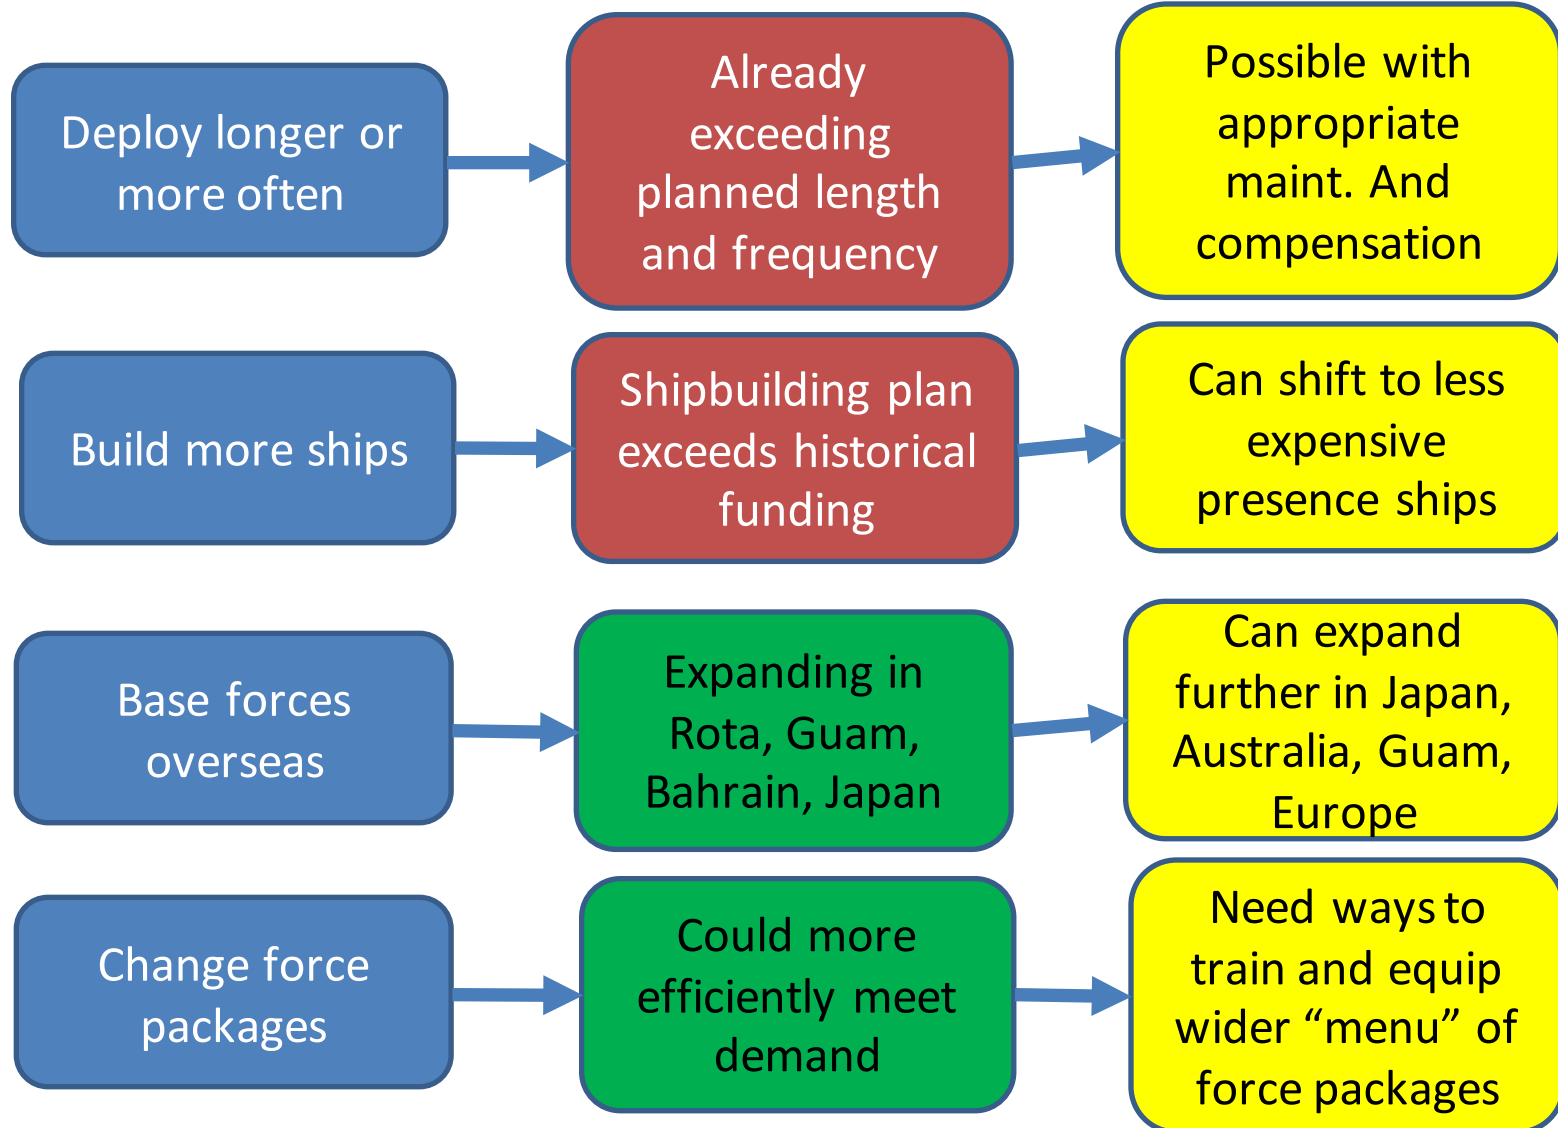 Deploy longer or
more often
Already
exceeding
planned length
and frequency
Possible with
appropriate
maint. And
compensation
Build more ships
Shipbuilding plan
exceeds historical
funding
Can shift to less
expensive
presence ships
Base forces
overseas
Expanding in
Rota, Guam,
Bahrain, Japan
Can expand
further in Japan,
Australia, Guam,
Europe
Change force
packages
Could more
efficiently meet
demand
Need ways to
train and equip
wider “menu” of
force packages